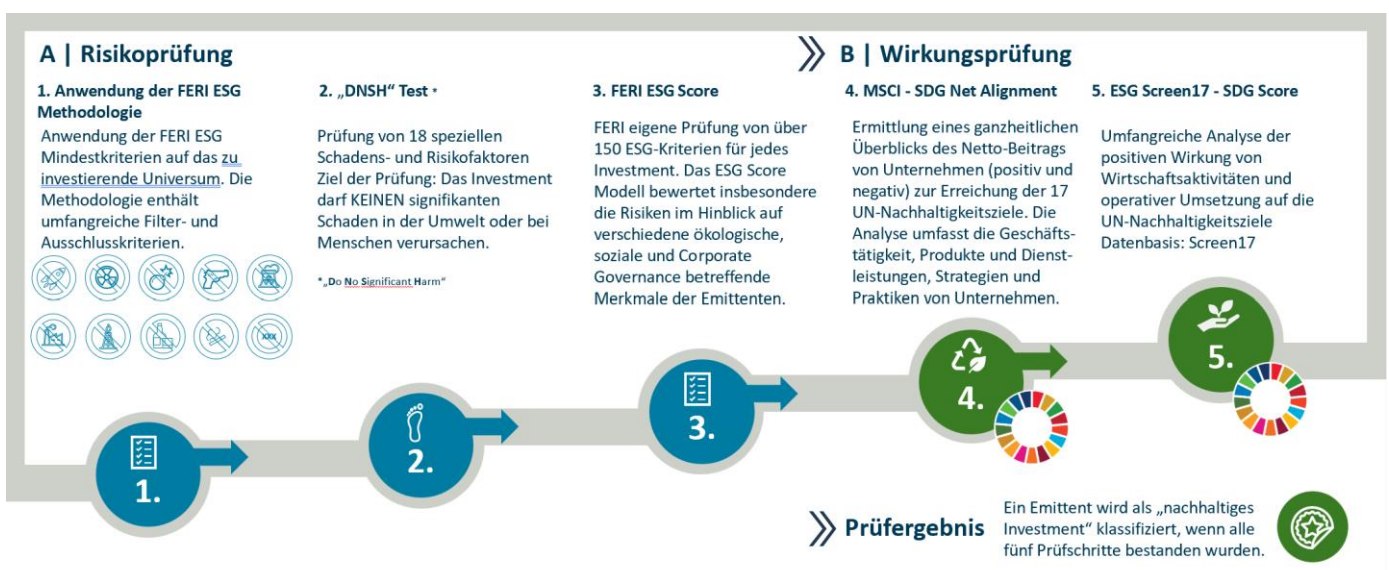 A | Risikoprüfung
1. Anwendung der FERI ESG
Methodologie
Anwendung der FERI ESG
Mindestkriterien auf das zu
investierende Universum. Die
Methodologie enthält
umfangreiche Filter- und
Ausschlusskriterien.
XXX
2. „DNSH“ Test *
Prüfung von 18 speziellen
Schadens- und Risikofaktoren
Ziel der Prüfung: Das Investment
darf KEINEN signifikanten
Schaden in der Umwelt oder bei
Menschen verursachen.
*„Do No Significant Harm“
3. FERI ESG Score
FERI eigene Prüfung von über
150 ESG-Kriterien für jedes
Investment. Das ESG Score
Modell bewertet insbesondere
die Risiken im Hinblick auf
verschiedene ökologische,
soziale und Corporate
Governance betreffende
Merkmale der Emittenten.
B | Wirkungsprüfung
4. MSCI - SDG Net Alignment
Ermittlung eines ganzheitlichen
Überblicks des Netto-Beitrags
von Unternehmen (positiv und
negativ) zur Erreichung der 17
UN-Nachhaltigkeitsziele. Die
Analyse umfasst die Geschäfts-
tätigkeit, Produkte und Dienst-
leistungen, Strategien und
Praktiken von Unternehmen.
5. ESG Screen17 - SDG Score
Umfangreiche Analyse der
positiven Wirkung von
Wirtschaftsaktivitäten und
operativer Umsetzung auf die
UN-Nachhaltigkeitsziele
Datenbasis: Screen17
1.
2.
3.
4.
5.
Prüfergebnis
Ein Emittent wird als „nachhaltiges
Investment“ klassifiziert, wenn alle
fünf Prüfschritte bestanden wurden.